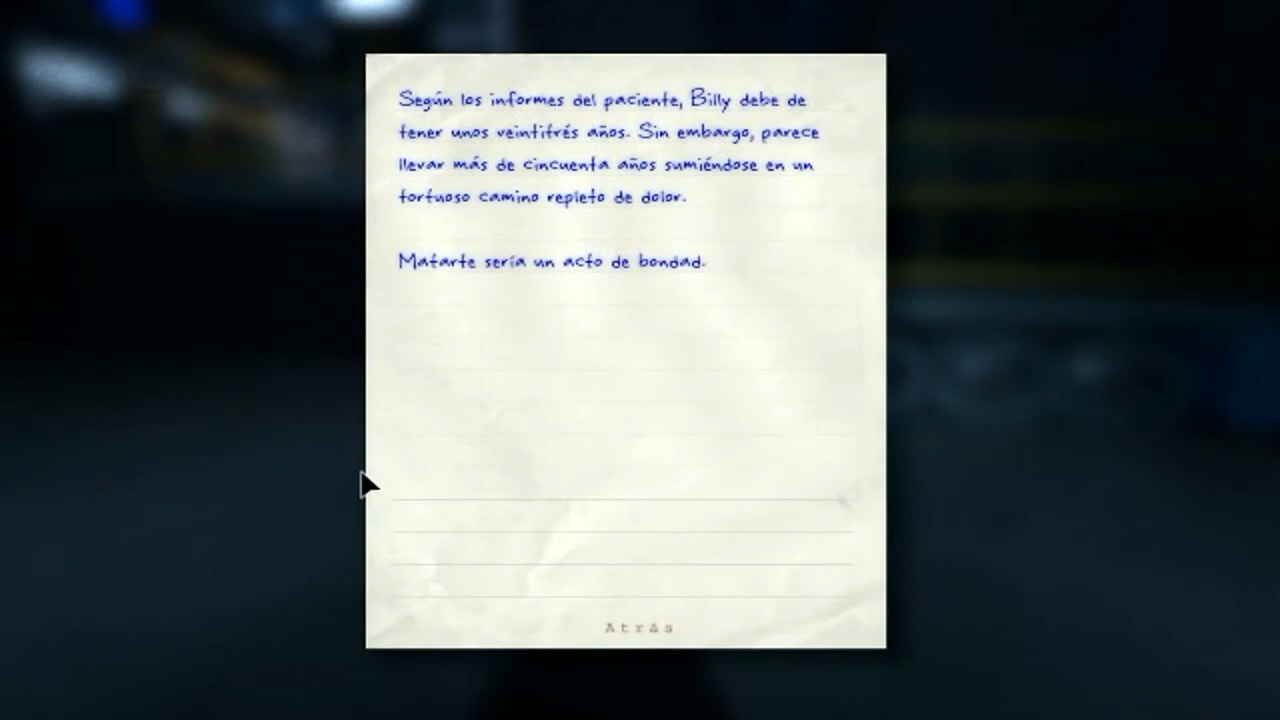 Según los informes del paciente, Billy debe de
tener unos veintitrés años. Sin embargo, parece
llevar más de cincuenta años sumiéndose en un
tortuoso camino repleto de dolor.
Matarte sería un acto de bondad.
Atrás